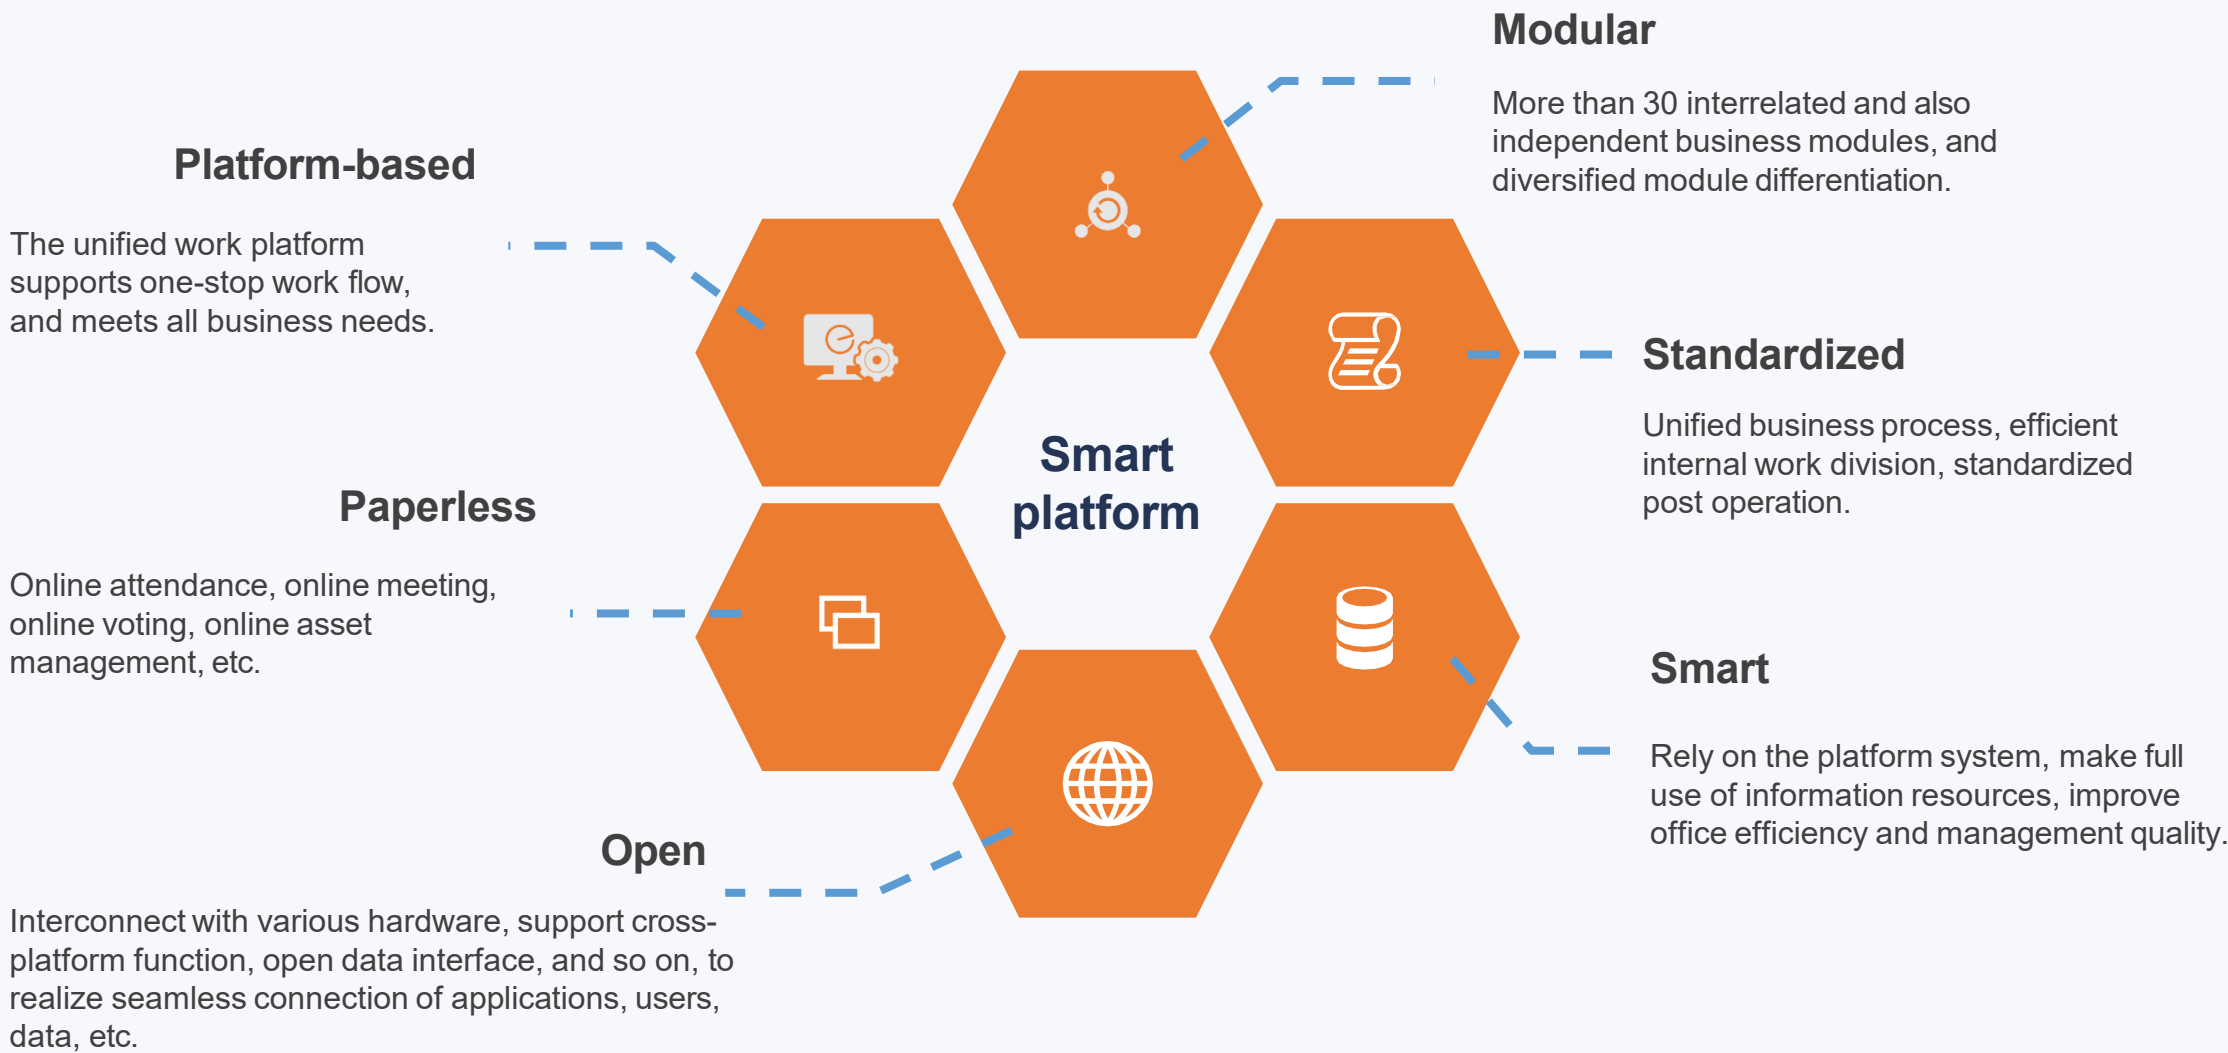 Modular
More than 30 interrelated and also
independent business modules, and
diversified module differentiation.
Platform-based
The unified work platform
supports one-stop work flow,
and meets all business needs.
Standardized
Unified business process, efficient
internal work division, standardized
post operation.
Smart
platform
Paperless
Online attendance, online meeting,
online voting, online asset
management, etc.
Smart
Rely on the platform system, make full
use of information resources, improve
office efficiency and management quality.
Open
Interconnect with various hardware, support cross-
platform function, open data interface, and so on, to
realize seamless connection of applications, users,
data, etc.